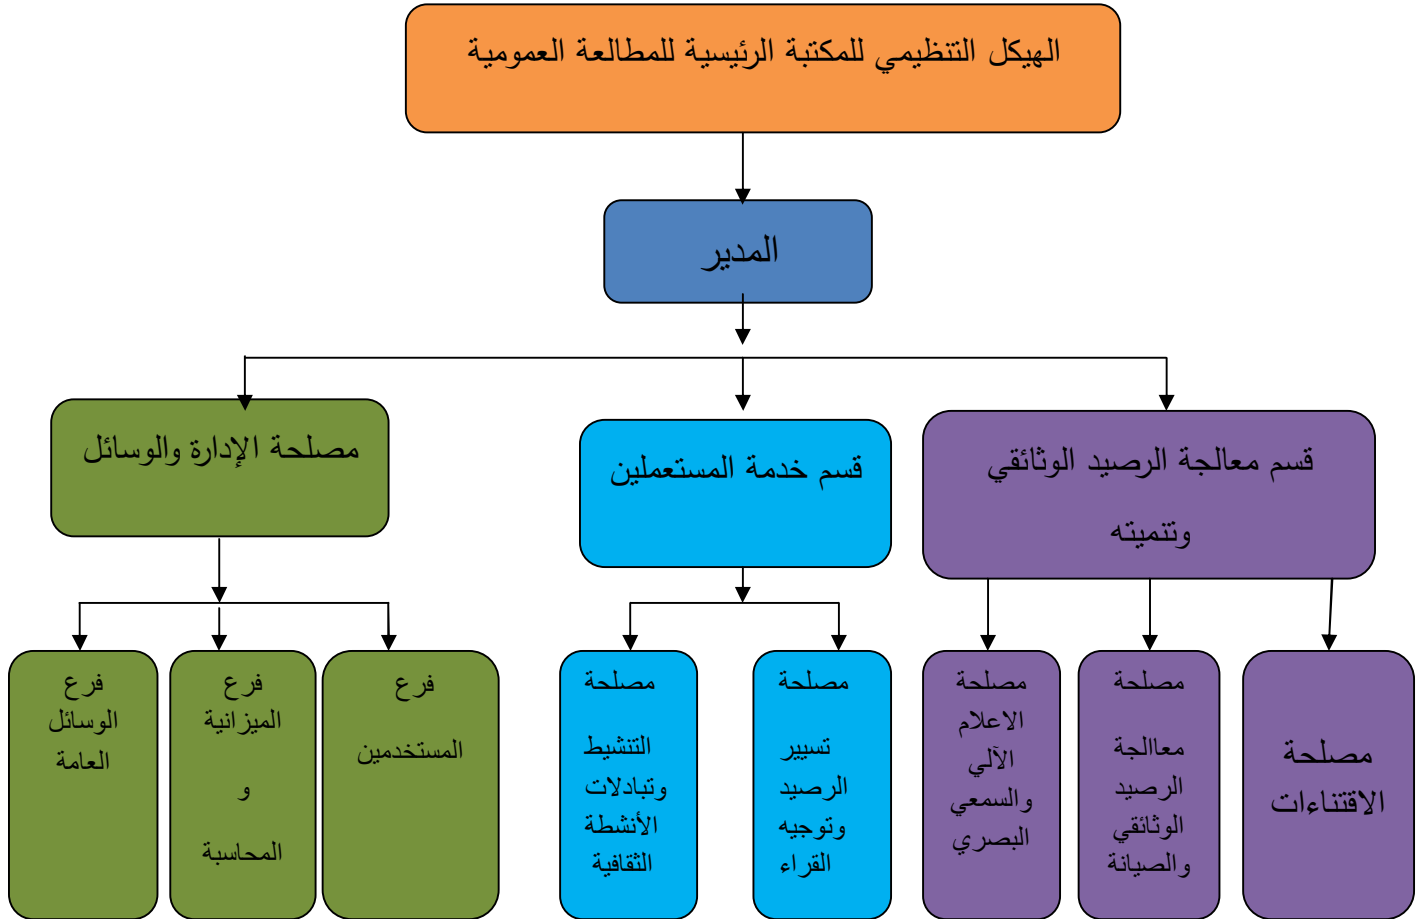 الهيكل التنظيمي للمكتبة الرئيسية للمطالعة العمومية
المدير
قسم معالجة الرصيد الوثائقي
وتنميته
قسم خدمة المستعملين
مصلحة الإدارة والوسائل
مصلحة
الاقتناءات
مصلحة
معاالجة
الرصيد
الوثائقي
والصيانة
مصلحة
الاعلام
الآلي
والسمعي
البصري
مصلحة
تسيير
الرصيد
وتوجيه
القراء
مصلحة
التنشيط
وتبادلات
الأنشطة
الثقافية
فرع
المستخدمين
فرع
الميزانية
و
المحاسبة
فرع
الوسائل
العامة